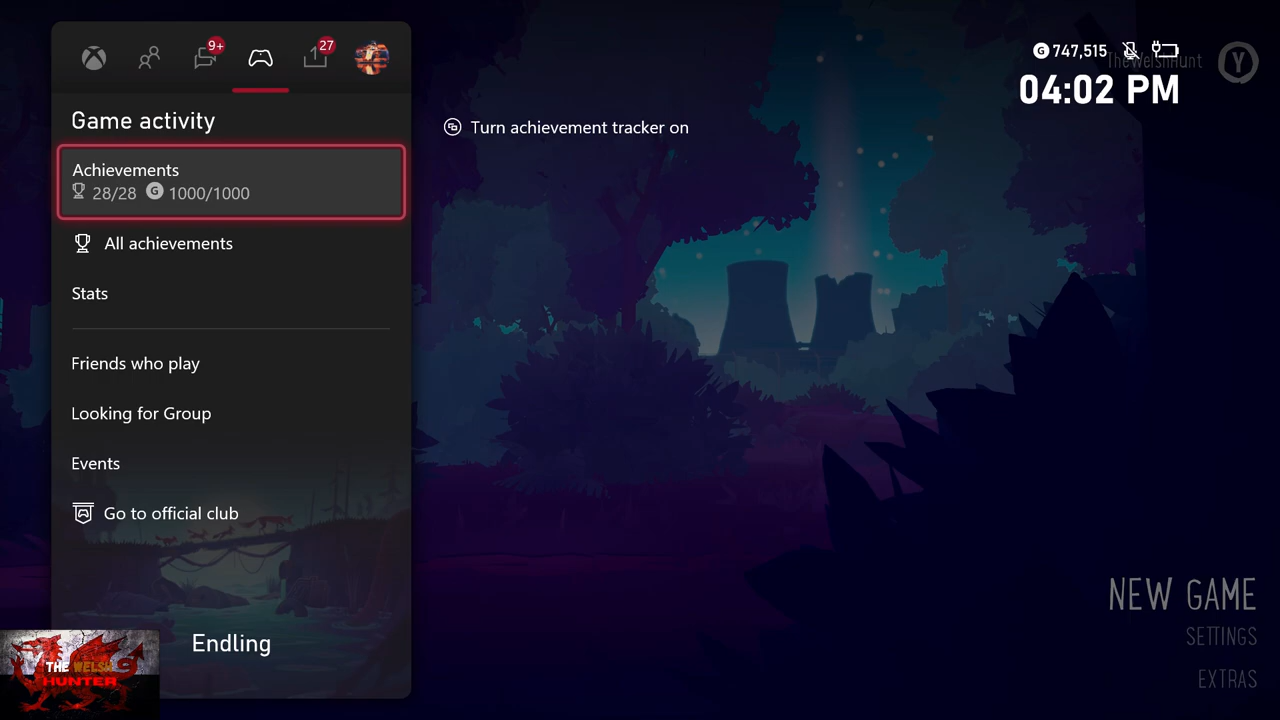 9+
27
Game activity
Achievements
28/28 G 1000/1000
All achievements
Stats
Friends who play
Looking for Group
Events
Go to official club
Endling
THE WELSH
HUNTER
Turn achievement tracker on
G 747,515
TheWelshHunt
Y
04:02 PM
NEW GAME
SETTINGS
EXTRAS